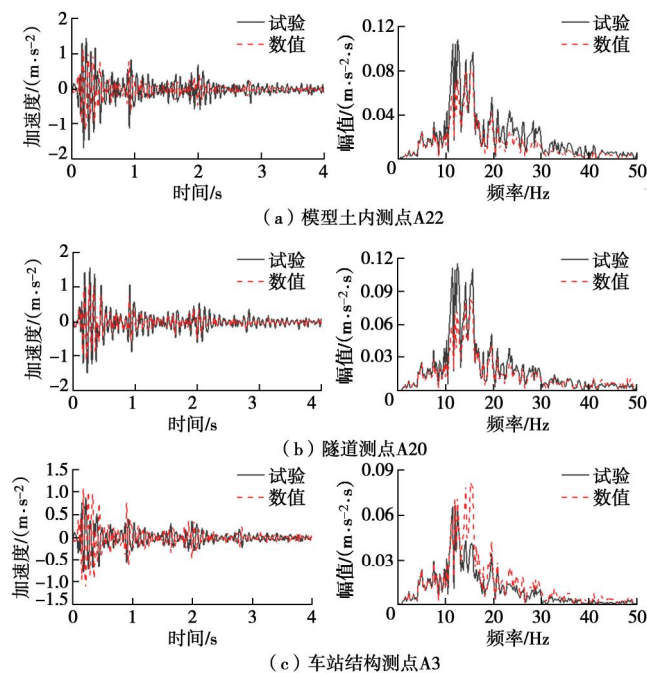 试验
数值
加速度/(m·s⁻²)
2
1
0
-1
-2
0 1 2 3 4
时间/s
试验
数值
幅值/(m·s⁻²·s)
0.12
0.08
0.04
0 10 20 30 40 50
频率/Hz
(a)模型土内测点A22
试验
数值
加速度/(m·s⁻²)
2
1
0
-1
-2
0 1 2 3 4
时间/s
试验
数值
幅值/(m·s⁻²·s)
0.12
0.09
0.06
0.03
0 10 20 30 40 50
频率/Hz
(b)隧道测点A20
试验
数值
加速度/(m·s⁻²)
1.5
1.0
0.5
0
-0.5
-1.0
1.5
0 1 2 3 4
时间/s
试验
数值
幅值/(m·s⁻²·s)
0.09
0.06
0.03
0 10 20 30 40 50
频率/Hz
(c)车站结构测点A3